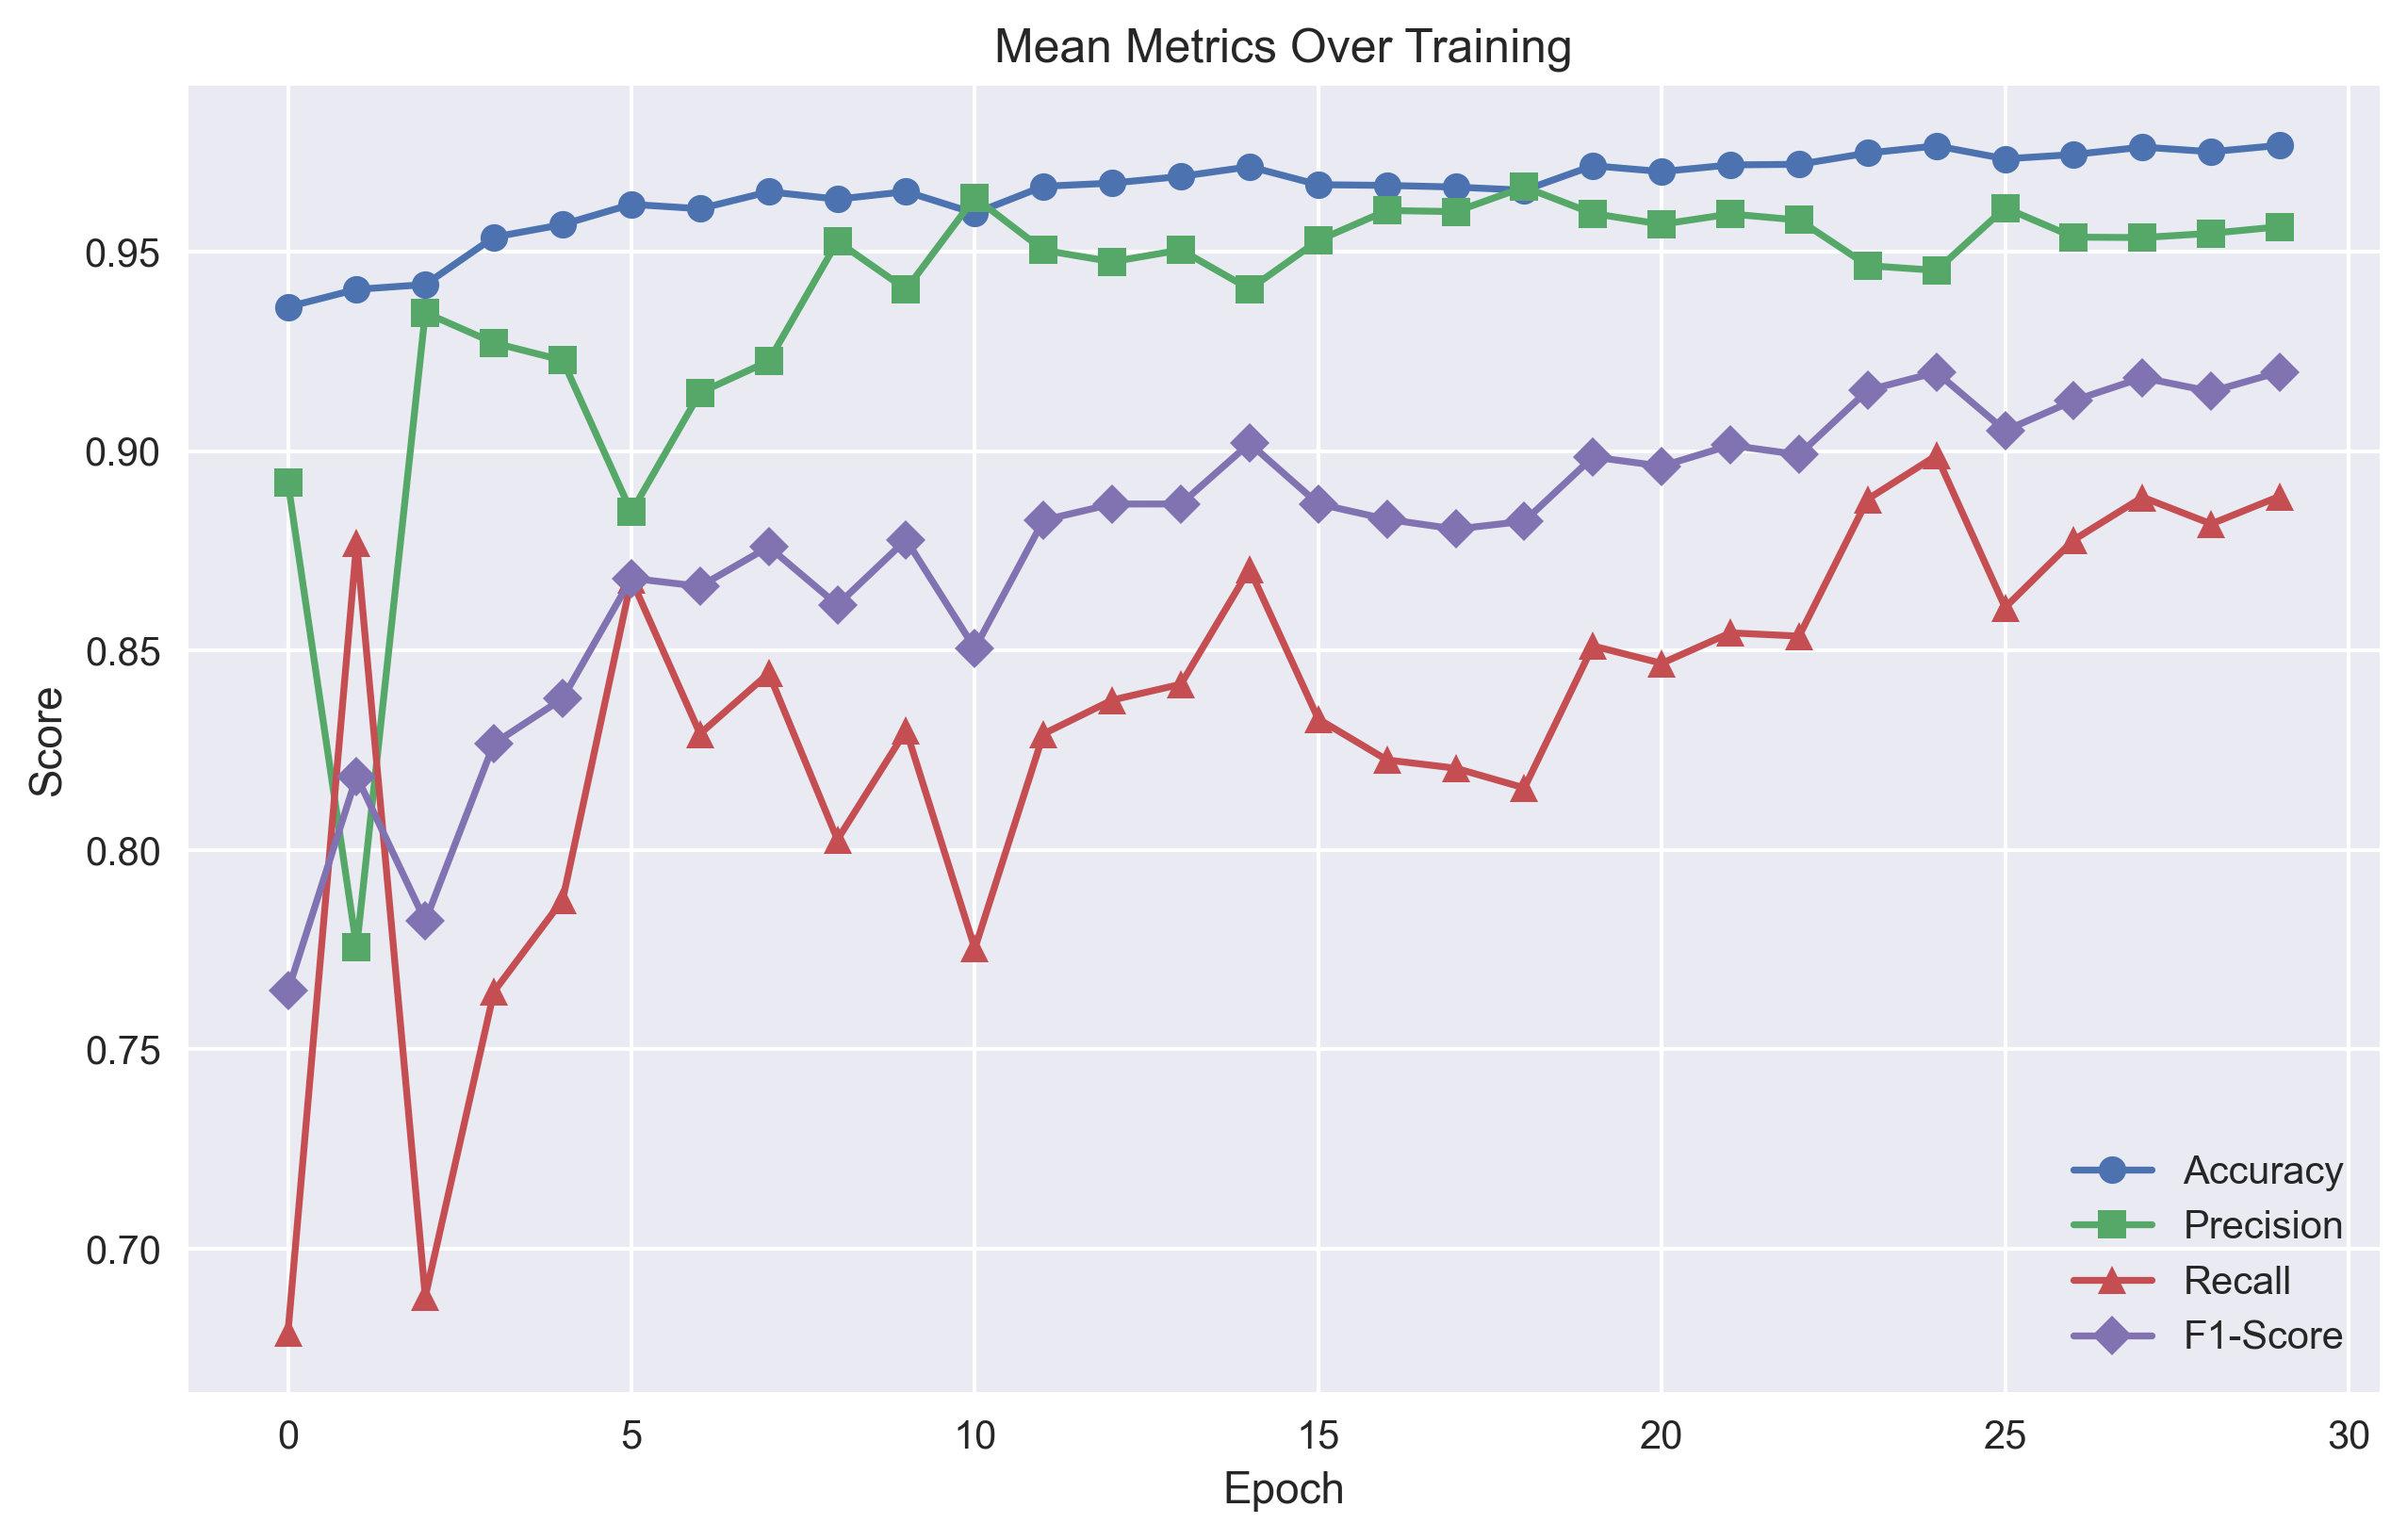 Mean Metrics Over Training
Score
0.95
0.90
0.85
0.80
0.75
0.70
Accuracy
Precision
Recall
F1-Score
0 5 10 15 20 25 30
Epoch